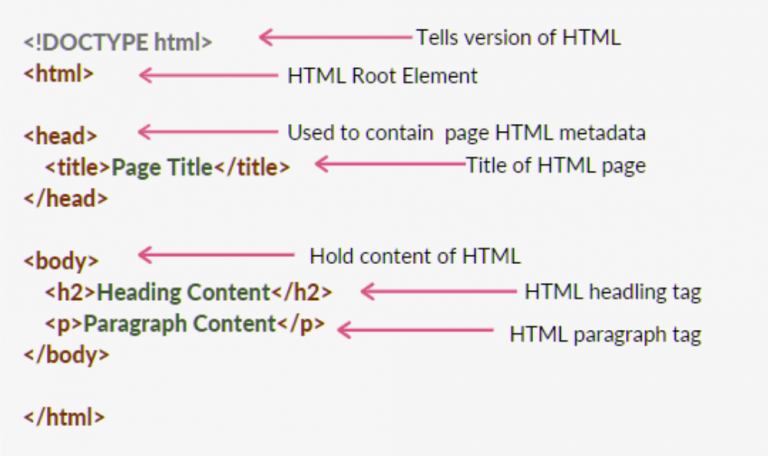 <!DOCTYPE html> Tells version of HTML
<html> HTML Root Element
<head> Used to contain page HTML metadata
<title>Page Title</title> Title of HTML page
</head>
<body> Hold content of HTML
<h2>Heading Content</h2> HTML headling tag
<p>Paragraph Content</p> HTML paragraph tag
</body>
</html>